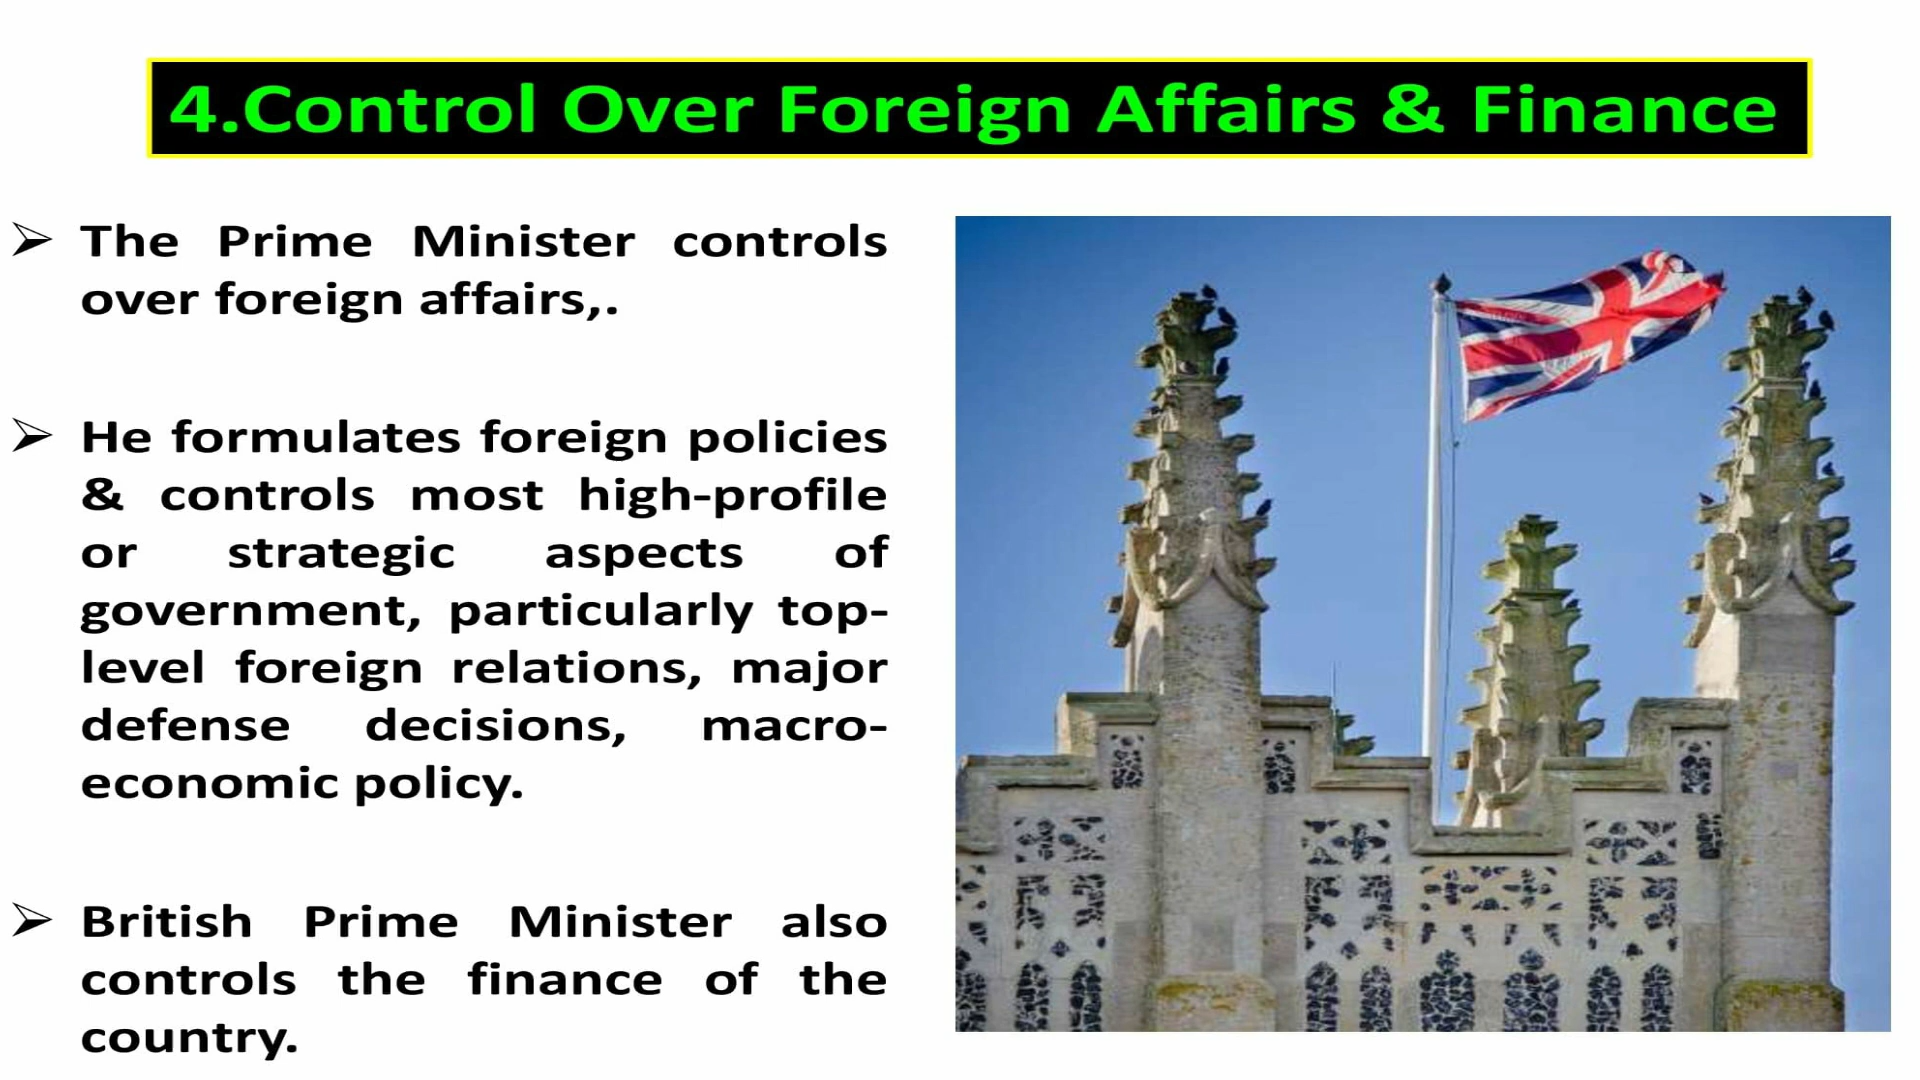 4.Control Over Foreign Affairs & Finance
➢ The Prime Minister controls
over foreign affairs,.
➢ He formulates foreign policies
& controls most high-profile
or strategic aspects of
government, particularly top-
level foreign relations, major
defense decisions, macro-
economic policy.
➢ British Prime Minister also
controls the finance of the
country.